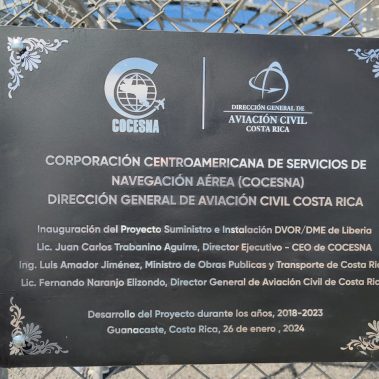 COCESNA
DIRECCIÓN GENERAL DE
AVIACIÓN CIVIL
COSTA RICA
CORPORACIÓN CENTROAMERICANA DE SERVICIOS DE
NAVEGACIÓN AÉREA (COCESNA)
DIRECCIÓN GENERAL DE AVIACIÓN CIVIL COSTA RICA
Inauguración del Proyecto Suministro e Instalación DVOR/DME de Liberia
Lic. Juan Carlos Trabanino Aguirre, Director Ejecutivo - CEO de COCESNA
Ing. Luis Amador Jiménez, Ministro de Obras Publicas y Transporte de Costa Rica
Lic. Fernando Naranjo Elizondo, Director General de Aviación Civil de Costa Rica
Desarrollo del Proyecto durante los años, 2018-2023
Guanacaste, Costa Rica, 26 de enero , 2024